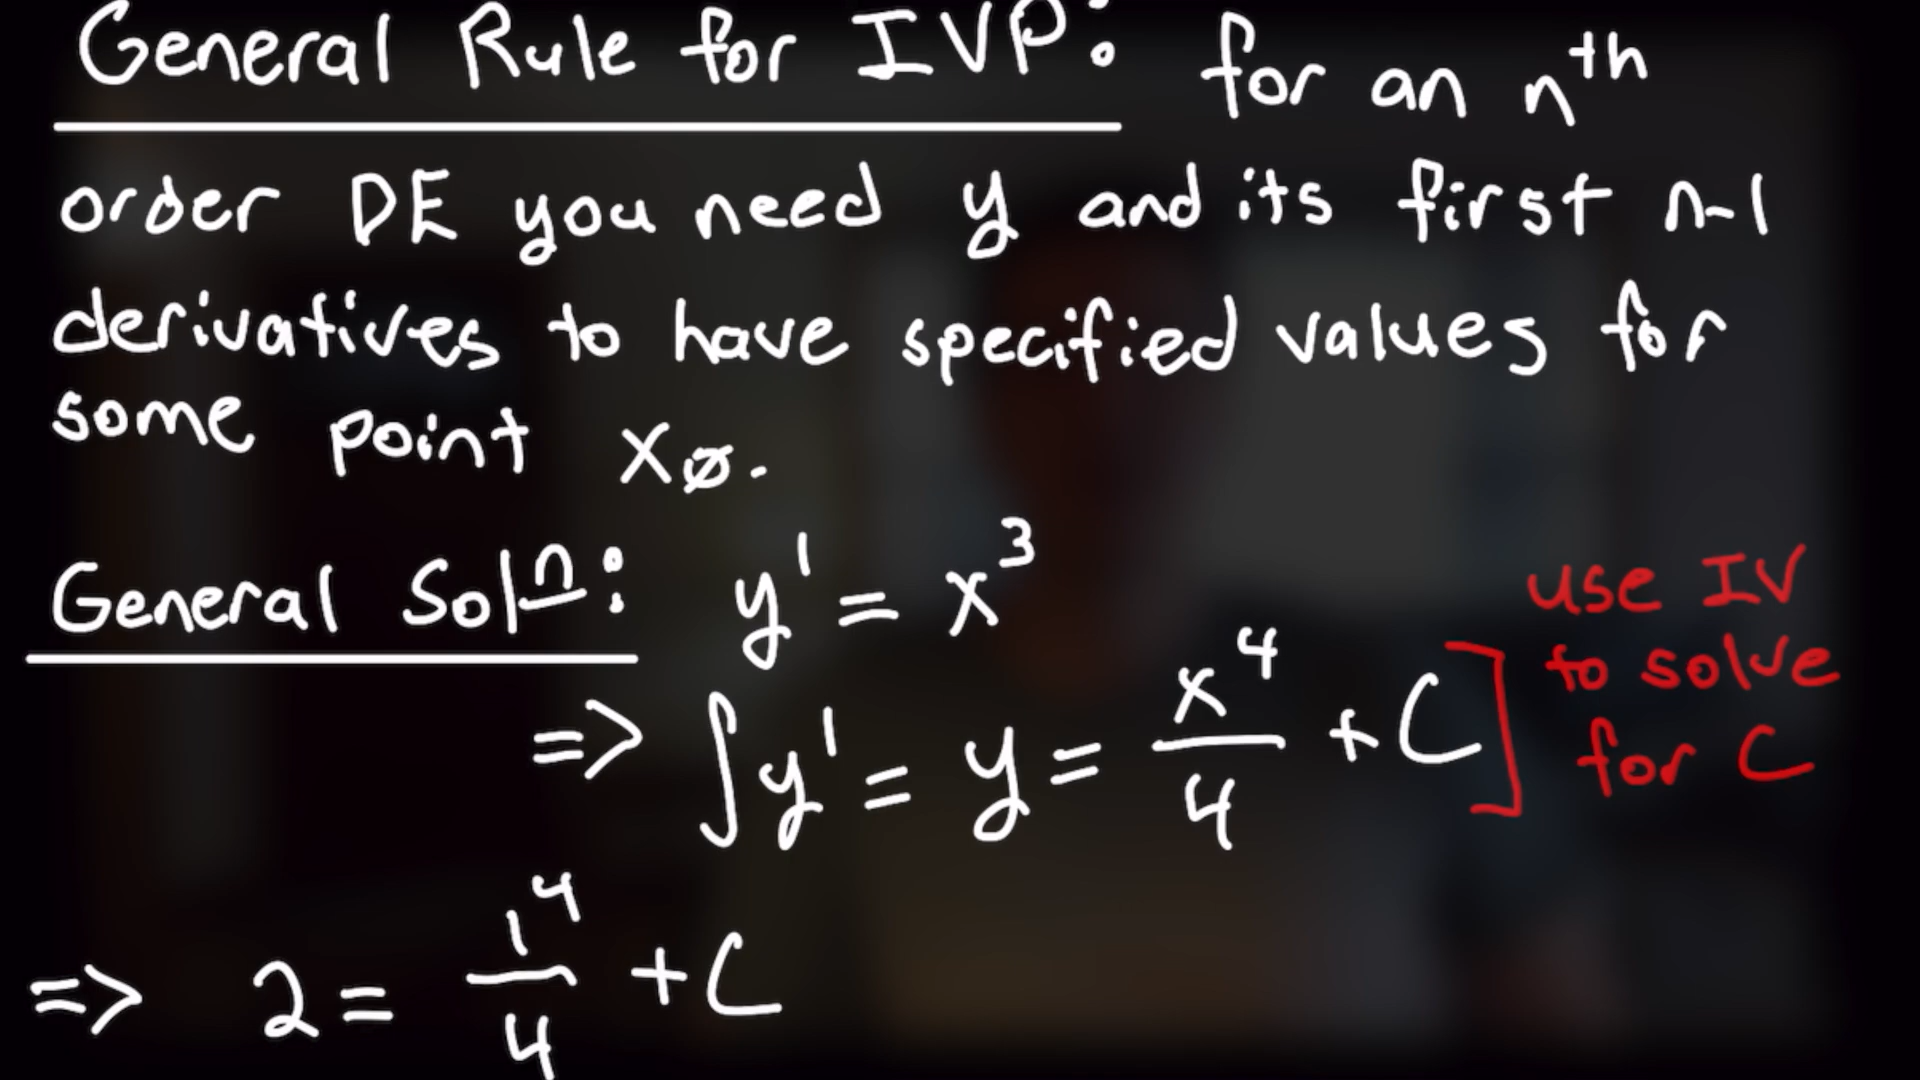 General Rule for IVP: for an nth
order DE you need y and its first n-1
derivatives to have specified values for
some point x∅.
General Solⁿ: y' = x³
=> ∫y' = y = x⁴/4 + C]
use IV
to solve
for C
=> 2 = 1⁴/4 + C